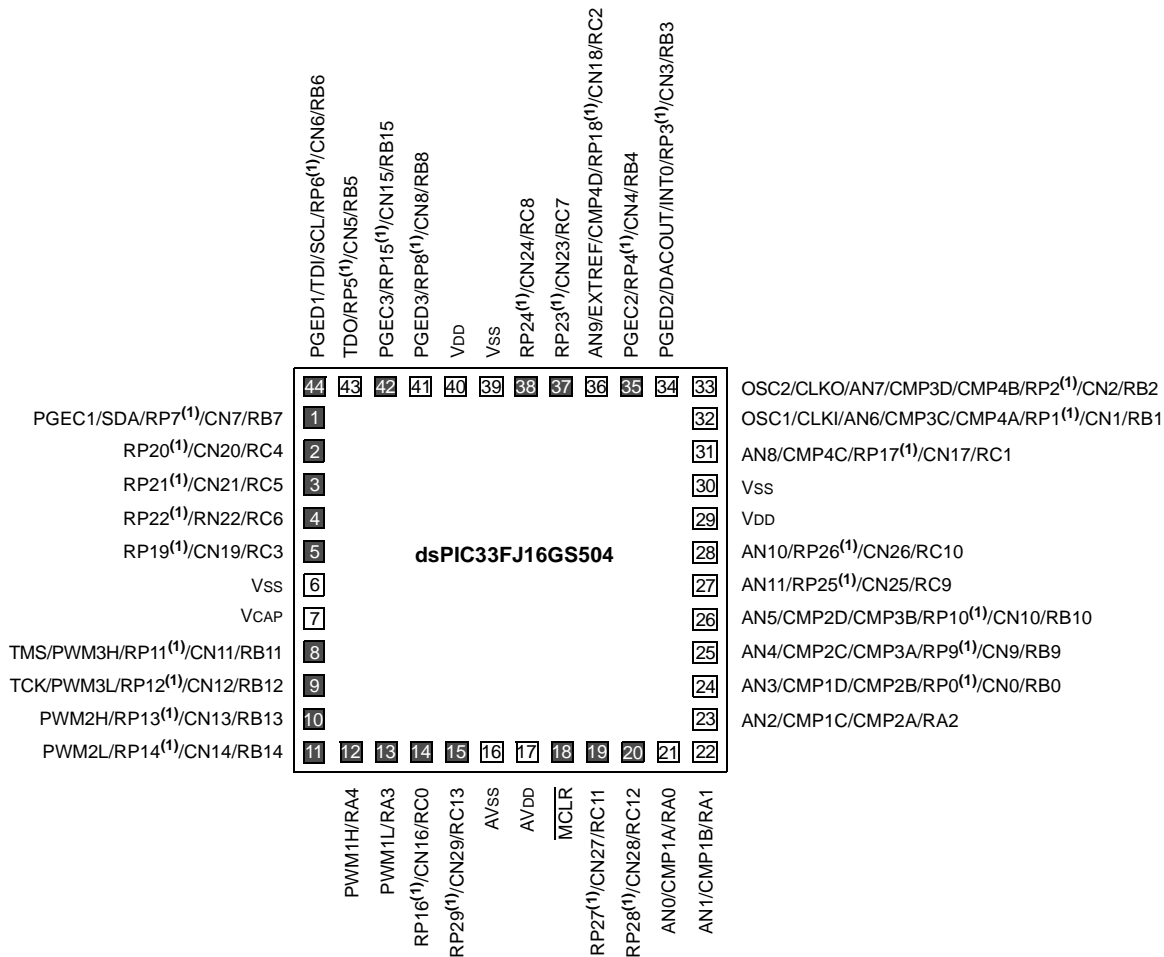 PGED1/TDI/SCL/RP6(1)/CN6/RB6
TDO/RP5(1)/CN5/RB5
PGEC3/RP15(1)/CN15/RB15
PGED3/RP8(1)/CN8/RB8
VDD
VSS
RP24(1)/CN24/RC8
RP23(1)/CN23/RC7
AN9/EXTREF/CMP4D/RP18(1)/CN18/RC2
PGEC2/RP4(1)/CN4/RB4
PGED2/DACOUT/INT0/RP3(1)/CN3/RB3
44 43 42 41 40 39 38 37 36 35 34 33 OSC2/CLKO/AN7/CMP3D/CMP4B/RP2(1)/CN2/RB2
PGEC1/SDA/RP7(1)/CN7/RB7 1
32 OSC1/CLKI/AN6/CMP3C/CMP4A/RP1(1)/CN1/RB1
RP20(1)/CN20/RC4 2
31 AN8/CMP4C/RP17(1)/CN17/RC1
RP21(1)/CN21/RC5 3
30 VSS
RP22(1)/RN22/RC6 4
29 VDD
RP19(1)/CN19/RC3 5
dsPIC33FJ16GS504
28 AN10/RP26(1)/CN26/RC10
VSS 6
27 AN11/RP25(1)/CN25/RC9
VCAP 7
26 AN5/CMP2D/CMP3B/RP10(1)/CN10/RB10
TMS/PWM3H/RP11(1)/CN11/RB11 8
25 AN4/CMP2C/CMP3A/RP9(1)/CN9/RB9
TCK/PWM3L/RP12(1)/CN12/RB12 9
24 AN3/CMP1D/CMP2B/RP0(1)/CN0/RB0
PWM2H/RP13(1)/CN13/RB13 10
23 AN2/CMP1C/CMP2A/RA2
PWM2L/RP14(1)/CN14/RB14 11 12 13 14 15 16 17 18 19 20 21 22
PWM1H/RA4
PWM1L/RA3
RP16(1)/CN16/RC0
RP29(1)/CN29/RC13
AVSS
AVDD
MCLR
RP27(1)/CN27/RC11
RP28(1)/CN28/RC12
AN0/CMP1A/RA0
AN1/CMP1B/RA1